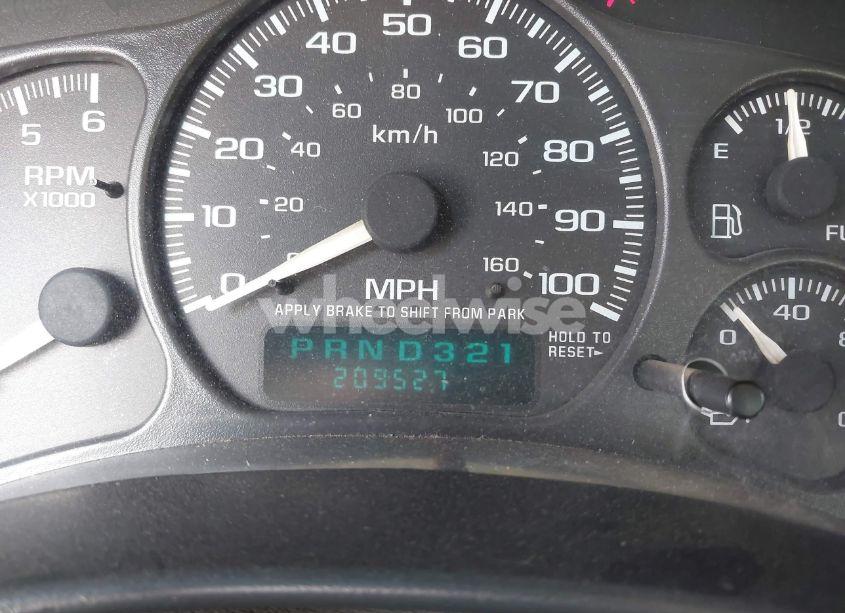 50
40
60
30
70
60
80
100
km/h
5
6
20
40
120
80
E
1/2
RPM
X1000
10
20
140
90
0
0
160
100
MPH
APPLY BRAKE TO SHIFT FROM PARK
wheelwise
HOLD TO
RESET
PRND321
209527
0
40